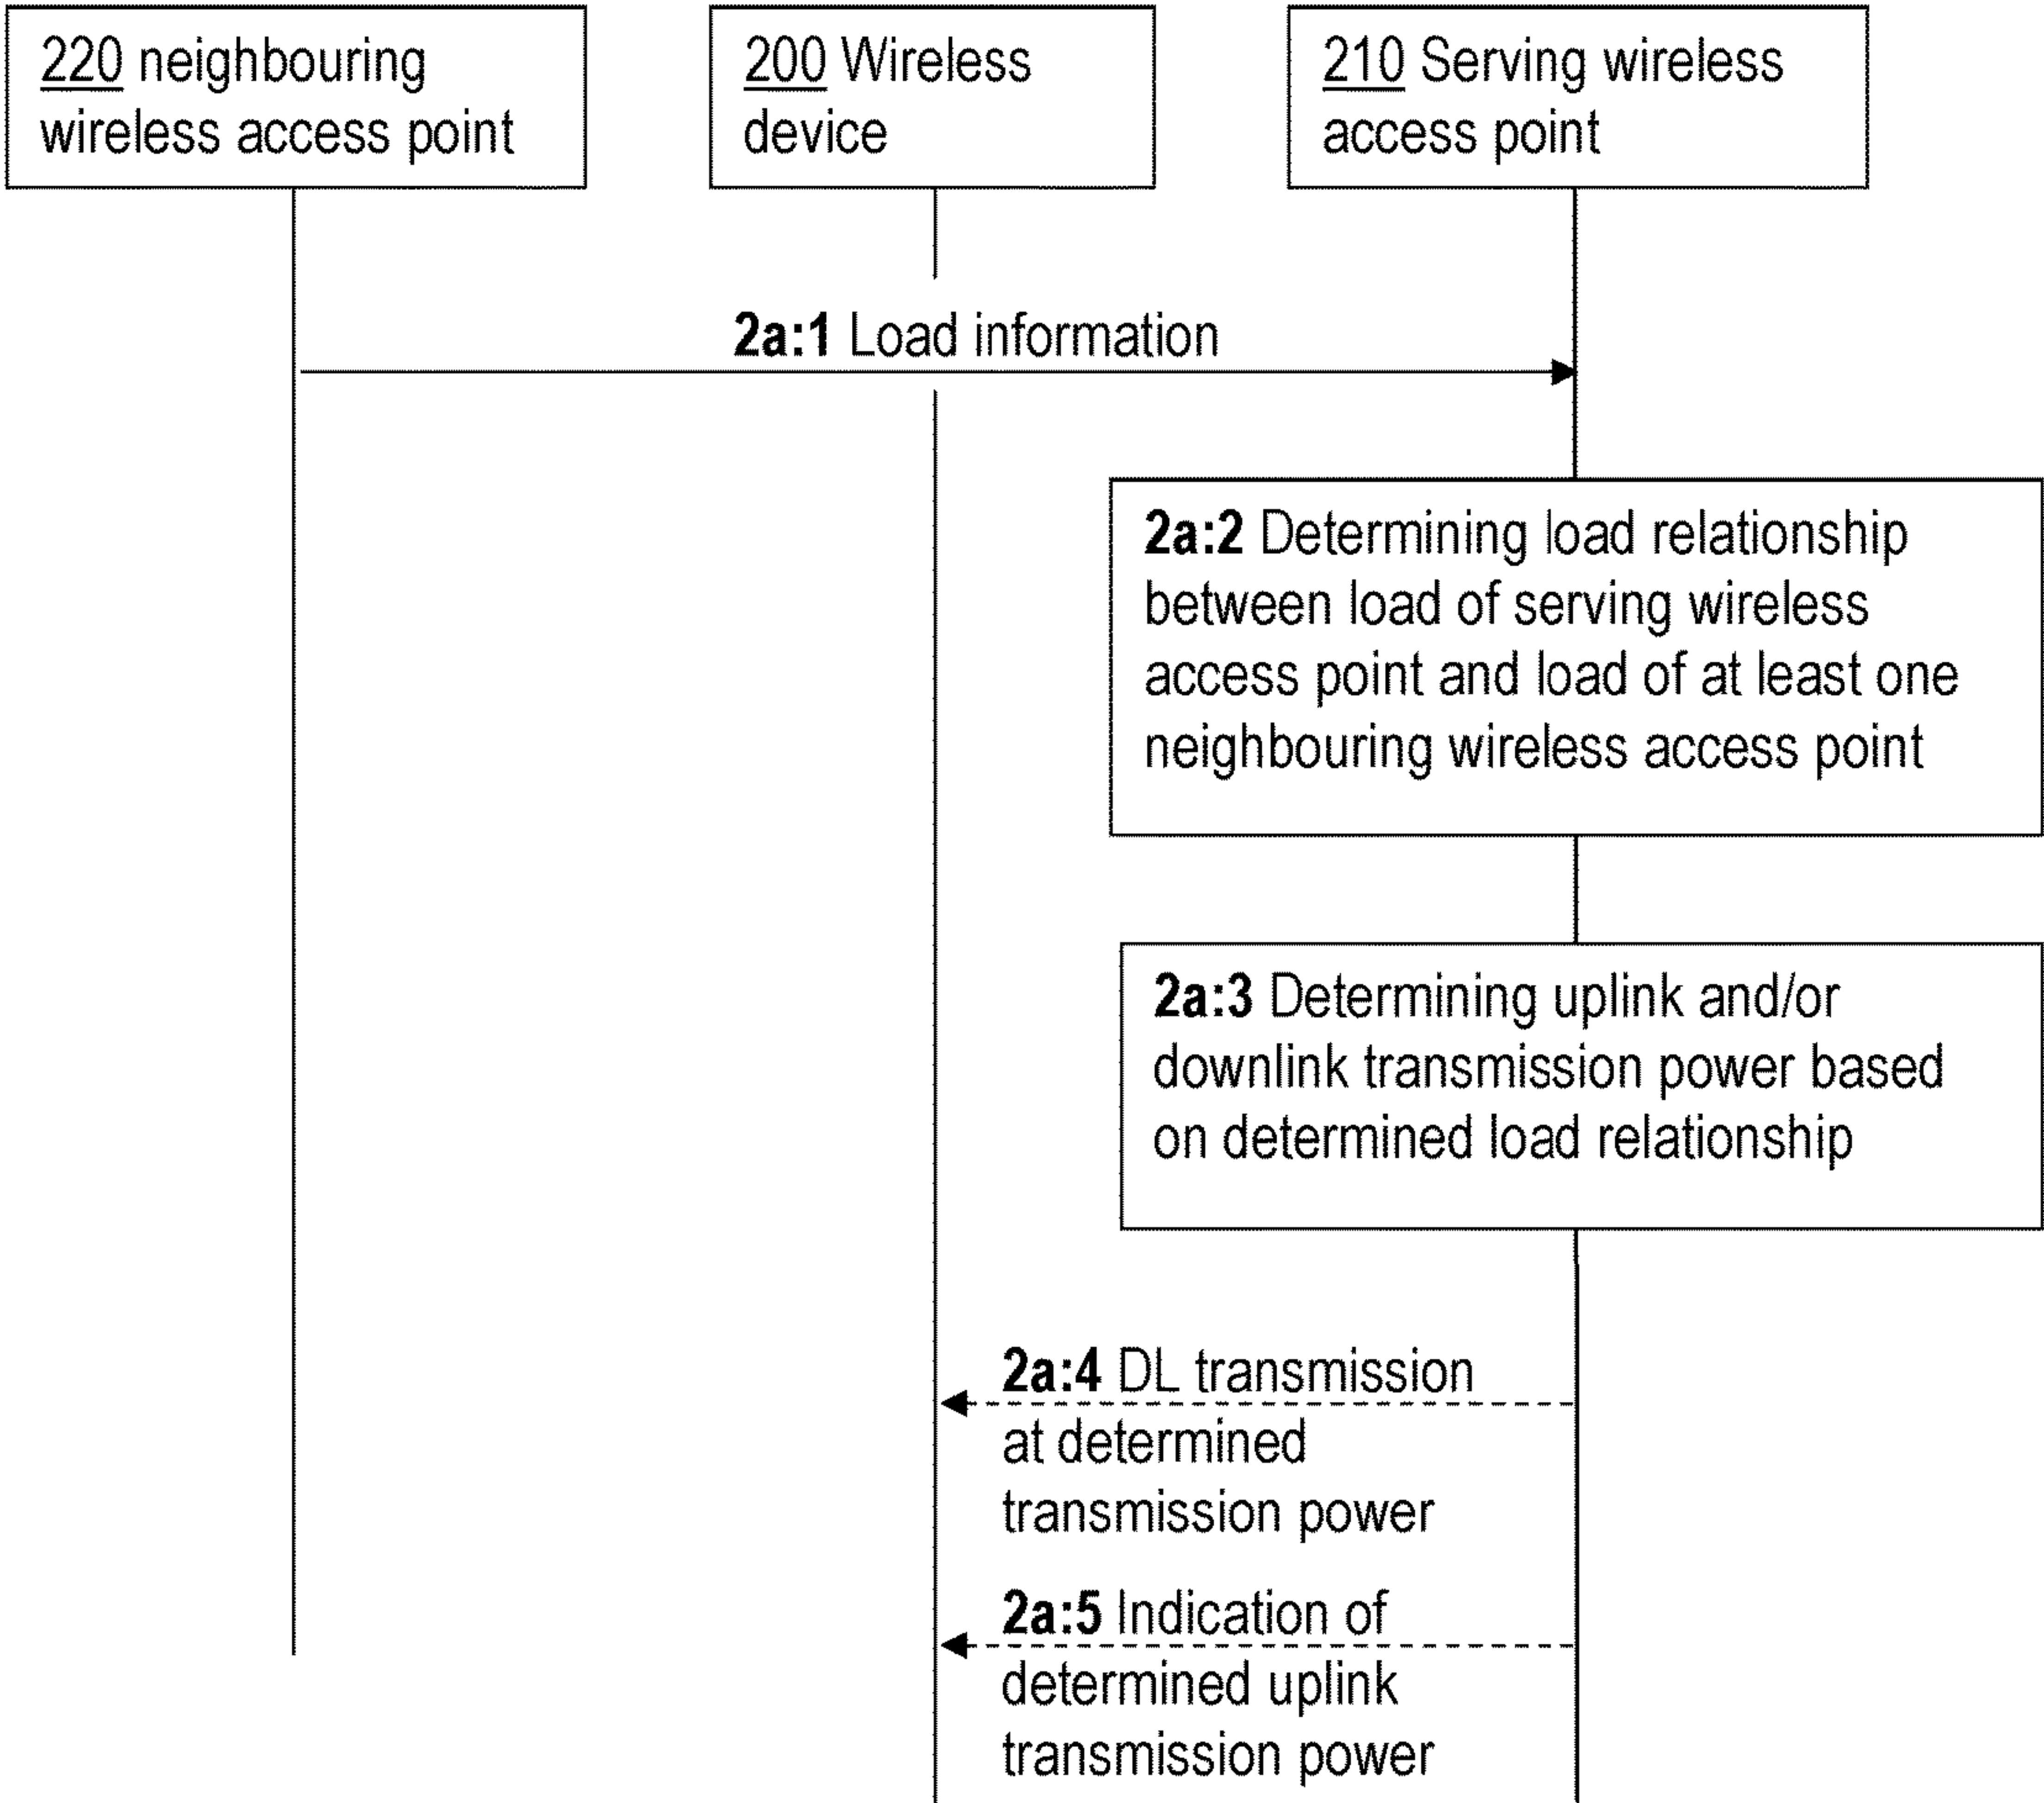 220 neighbouring
wireless access point
200 Wireless
device
210 Serving wireless
access point
2a:1 Load information
2a:2 Determining load relationship
between load of serving wireless
access point and load of at least one
neighbouring wireless access point
2a:3 Determining uplink and/or
downlink transmission power based
on determined load relationship
2a:4 DL transmission
at determined
transmission power
2a:5 Indication of
determined uplink
transmission power